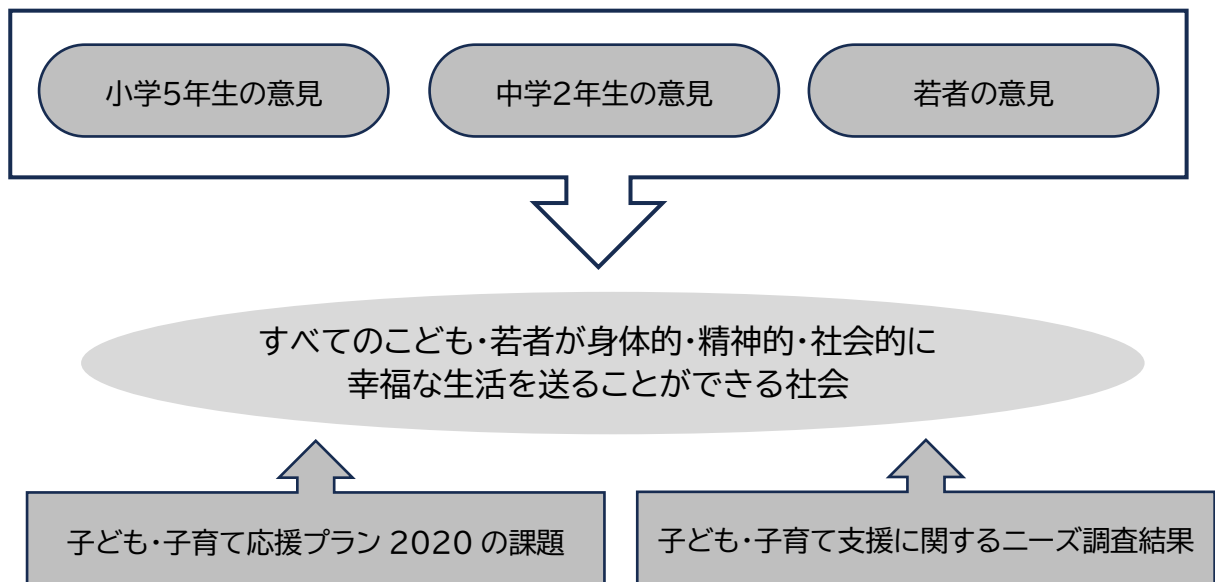 小学5年生の意見
中学2年生の意見
若者の意見
すべてのこども・若者が身体的・精神的・社会的に
幸福な生活を送ることができる社会
子ども・子育て応援プラン 2020 の課題
子ども・子育て支援に関するニーズ調査結果